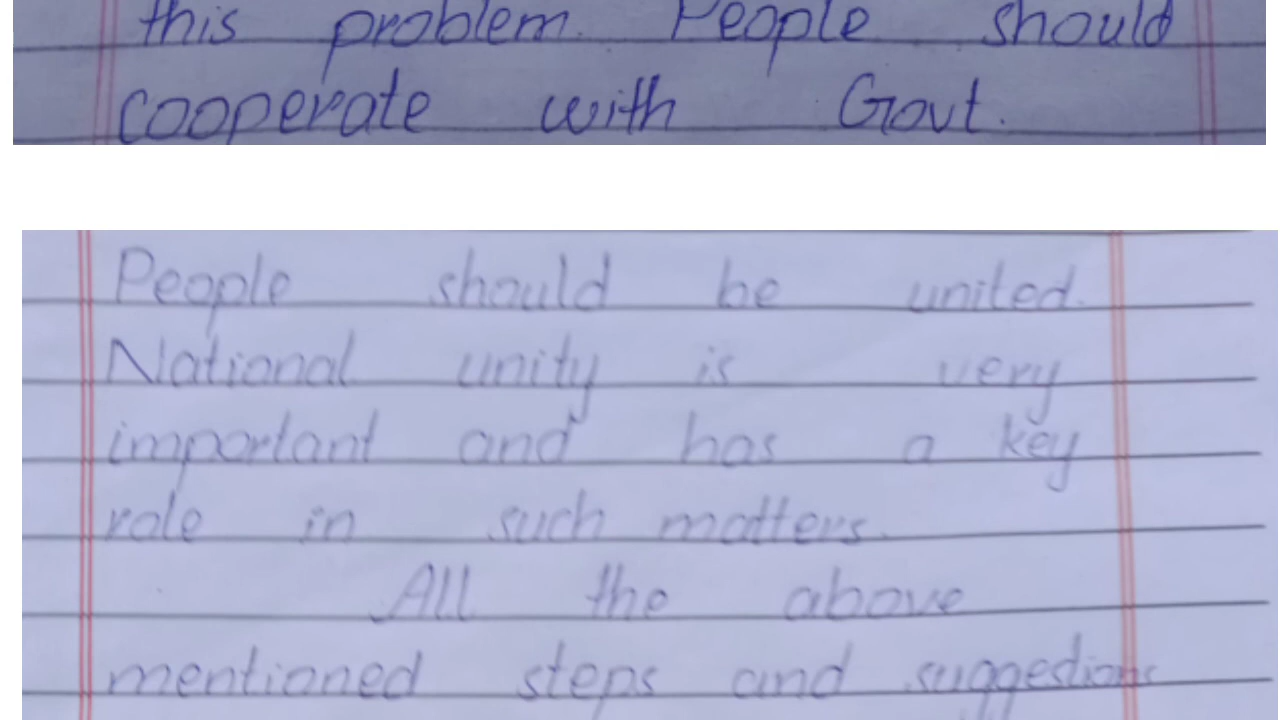 this problem. People should
cooperate with Govt.
People should be united.
National unity is very
important and has a key
role in such matters.
All the above
mentioned steps and suggestions